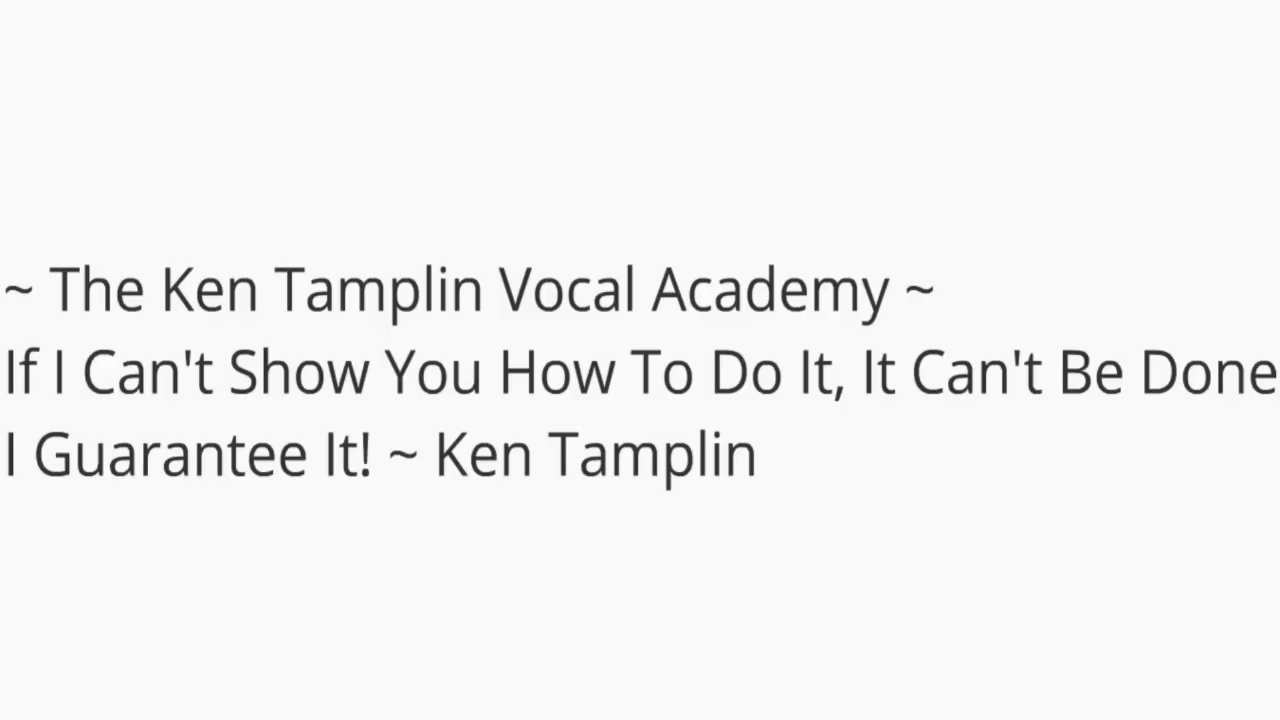 ~ The Ken Tamplin Vocal Academy ~
If I Can't Show You How To Do It, It Can't Be Done
I Guarantee It! ~ Ken Tamplin